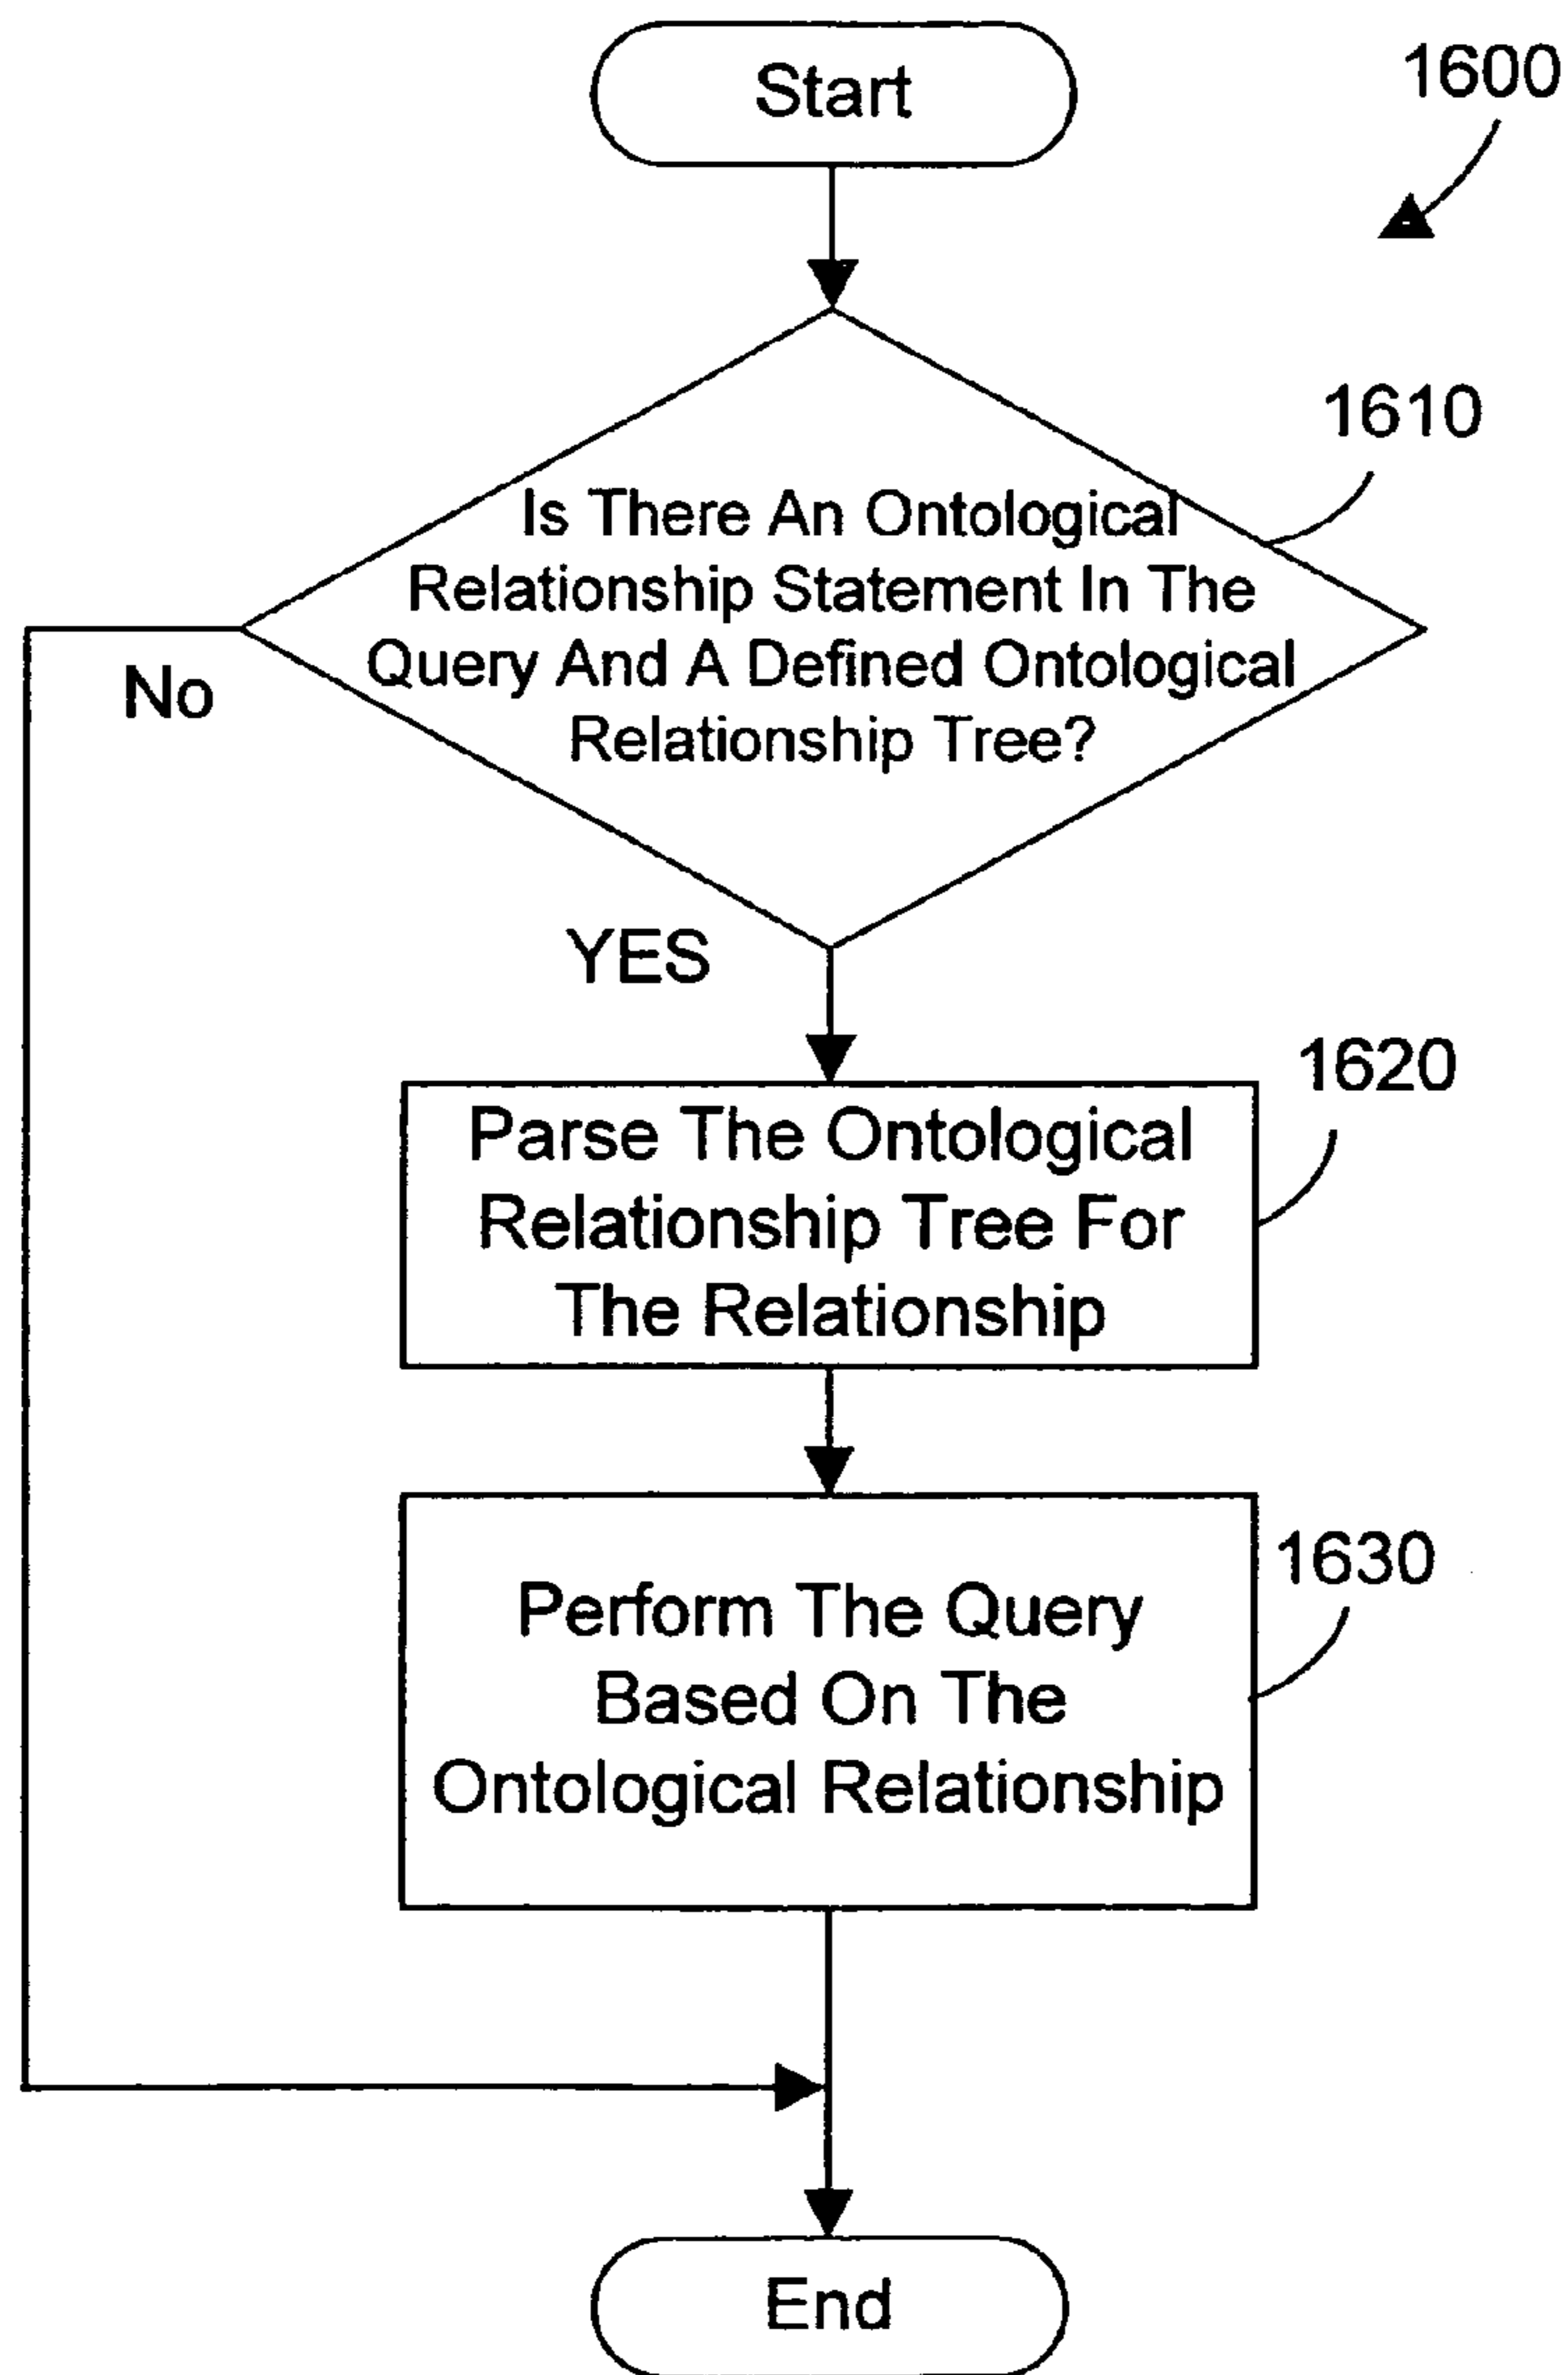 Start
1600
1610
Is There An Ontological
Relationship Statement In The
Query And A Defined Ontological
Relationship Tree?
No
YES
1620
Parse The Ontological
Relationship Tree For
The Relationship
1630
Perform The Query
Based On The
Ontological Relationship
End